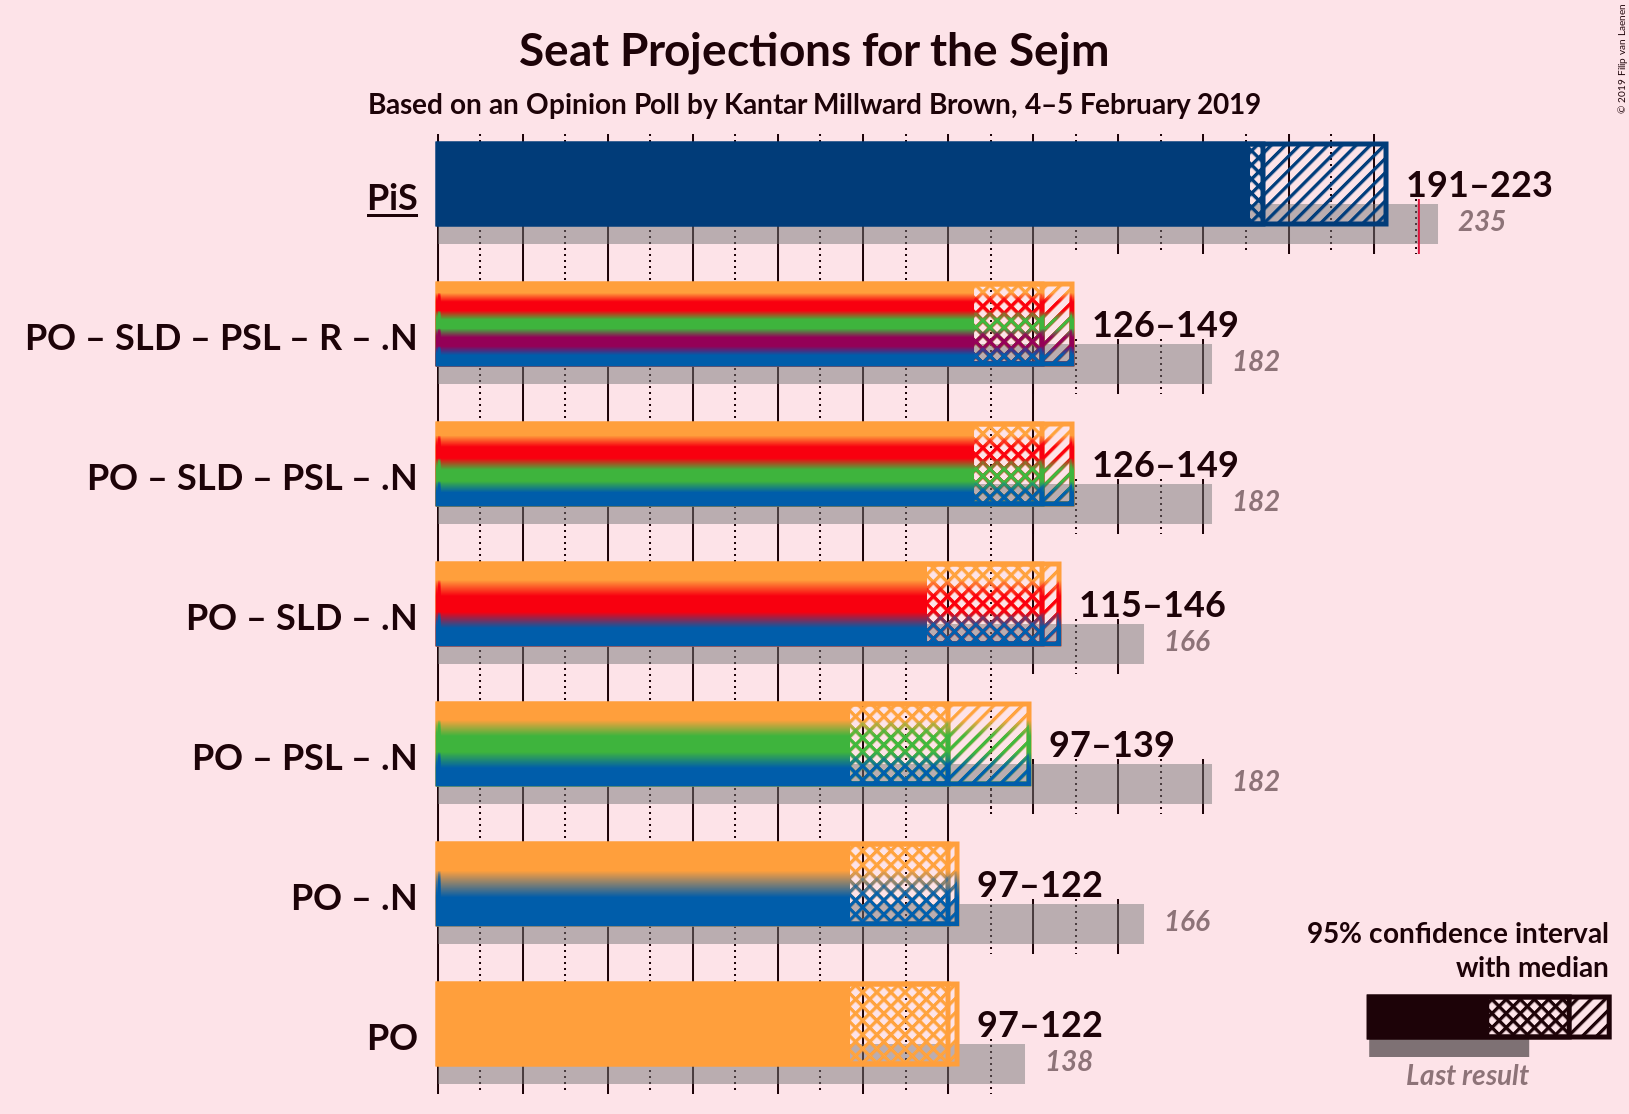 Seat Projections for the Sejm
Based on an Opinion Poll by Kantar Millward Brown, 4–5 February 2019
© 2019 Filip van Laenen
PiS
191–223
235
PO – SLD – PSL – R – .N
126–149
182
PO – SLD – PSL – .N
126–149
182
PO – SLD – .N
115–146
166
PO – PSL – .N
97–139
182
PO – .N
97–122
166
PO
97–122
138
95% confidence interval
with median
Last result